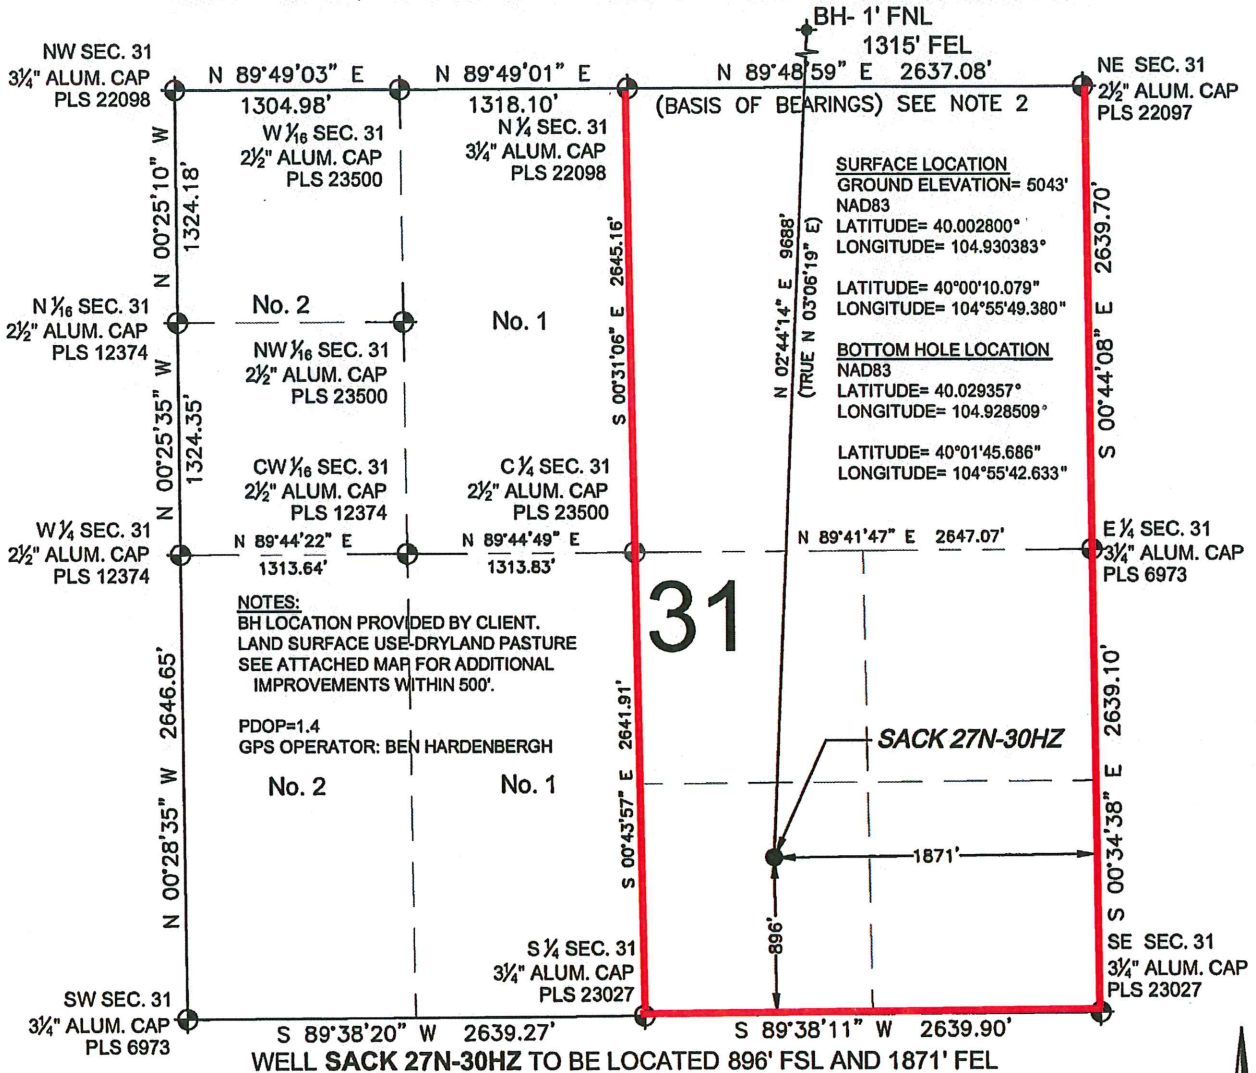 BH- 1' FNL
1315' FEL
NW SEC. 31
3¼" ALUM. CAP
PLS 22098
N 89°49'03" E
1304.98'
N 89°49'01" E
1318.10'
N 89°48'59" E 2637.08'
(BASIS OF BEARINGS) SEE NOTE 2
NE SEC. 31
2½" ALUM. CAP
PLS 22097
W 1⁄16 SEC. 31
2½" ALUM. CAP
PLS 23500
N ¼ SEC. 31
3¼" ALUM. CAP
PLS 22098
N 00°25'10" W
1324.18'
S 00°31'06" E 2645.16'
N 02°44'14" E 9688'
(TRUE N 03°06'19" E)
SURFACE LOCATION
GROUND ELEVATION= 5043'
NAD83
LATITUDE= 40.002800°
LONGITUDE= 104.930383°
LATITUDE= 40°00'10.079"
LONGITUDE= 104°55'49.380"
BOTTOM HOLE LOCATION
NAD83
LATITUDE= 40.029357°
LONGITUDE= 104.928509°
LATITUDE= 40°01'45.686"
LONGITUDE= 104°55'42.633"
S 00°44'08" E 2639.70'
N 1⁄16 SEC. 31
2½" ALUM. CAP
PLS 12374
No. 2
No. 1
NW 1⁄16 SEC. 31
2½" ALUM. CAP
PLS 23500
N 00°25'35" W
1324.35'
CW 1⁄16 SEC. 31
2½" ALUM. CAP
PLS 12374
C ¼ SEC. 31
2½" ALUM. CAP
PLS 23500
W ¼ SEC. 31
2½" ALUM. CAP
PLS 12374
N 89°44'22" E
1313.64'
N 89°44'49" E
1313.83'
N 89°41'47" E 2647.07'
E ¼ SEC. 31
3¼" ALUM. CAP
PLS 6973
NOTES:
BH LOCATION PROVIDED BY CLIENT.
LAND SURFACE USE-DRYLAND PASTURE
SEE ATTACHED MAP FOR ADDITIONAL
IMPROVEMENTS WITHIN 500'.
PDOP=1.4
GPS OPERATOR: BEN HARDENBERGH
31
N 00°28'35" W 2646.65'
No. 2
No. 1
S 00°43'57" E 2641.91'
SACK 27N-30HZ
1871'
896'
S 00°34'38" E 2639.10'
S ¼ SEC. 31
3¼" ALUM. CAP
PLS 23027
SE SEC. 31
3¼" ALUM. CAP
PLS 23027
SW SEC. 31
3¼" ALUM. CAP
PLS 6973
S 89°38'20" W 2639.27'
S 89°38'11" W 2639.90'
WELL SACK 27N-30HZ TO BE LOCATED 896' FSL AND 1871' FEL